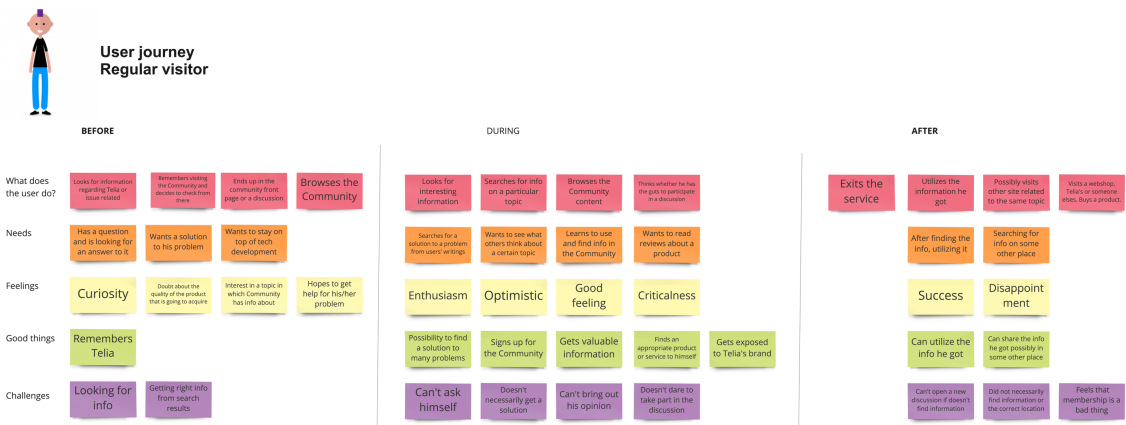 User journey
Regular visitor
BEFORE
DURING
AFTER
What does
the user do?
Looks for information
regarding Telia or
issue related
Remembers visiting
the Community and
decides to check from
there
Ends up in the
community front
page or a discussion
Browses the
Community
Looks for
interesting
information
Searches for info
on a particular
topic
Browses the
Community
content
Thinks whether he has
the guts to participate
in a discussion
Exits the
service
Utilizes the
information he
got
Possibly visits
other site related
to the same topic
Visits a webshop,
Telia's or someone
elses. Buys a product.
Needs
Has a question
and is looking for
an answer to it
Wants a solution
to his problem
Wants to stay on
top of tech
development
Searches for a
solution to a problem
from users' writings
Wants to see what
others think about
a certain topic
Learns to use
and find info in
the Community
Wants to read
reviews about a
product
After finding the
info, utilizing it
Searching for
info on some
other place
Feelings
Curiosity
Doubt about the
quality of the product
that is going to acquire
Interest in a topic in
which Community
has info about
Hopes to get
help for his/her
problem
Enthusiasm
Optimistic
Good
feeling
Criticalness
Success
Disappoint
ment
Good things
Remembers
Telia
Possibility to find
a solution to
many problems
Signs up for
the Community
Gets valuable
information
Finds an
appropriate product
or service to himself
Gets exposed
to Telia's brand
Can utilize the
info he got
Can share the info
he got possibly in
some other place
Challenges
Looking for
info
Getting right info
from search
results
Can't ask
himself
Doesn't
necessarily get a
solution
Can't bring out
his opinion
Doesn't dare to
take part in the
discussion
Can't open a new
discussion if doesn't
find information
Did not necessarily
find information or
the correct location
Feels that
membership is a
bad thing